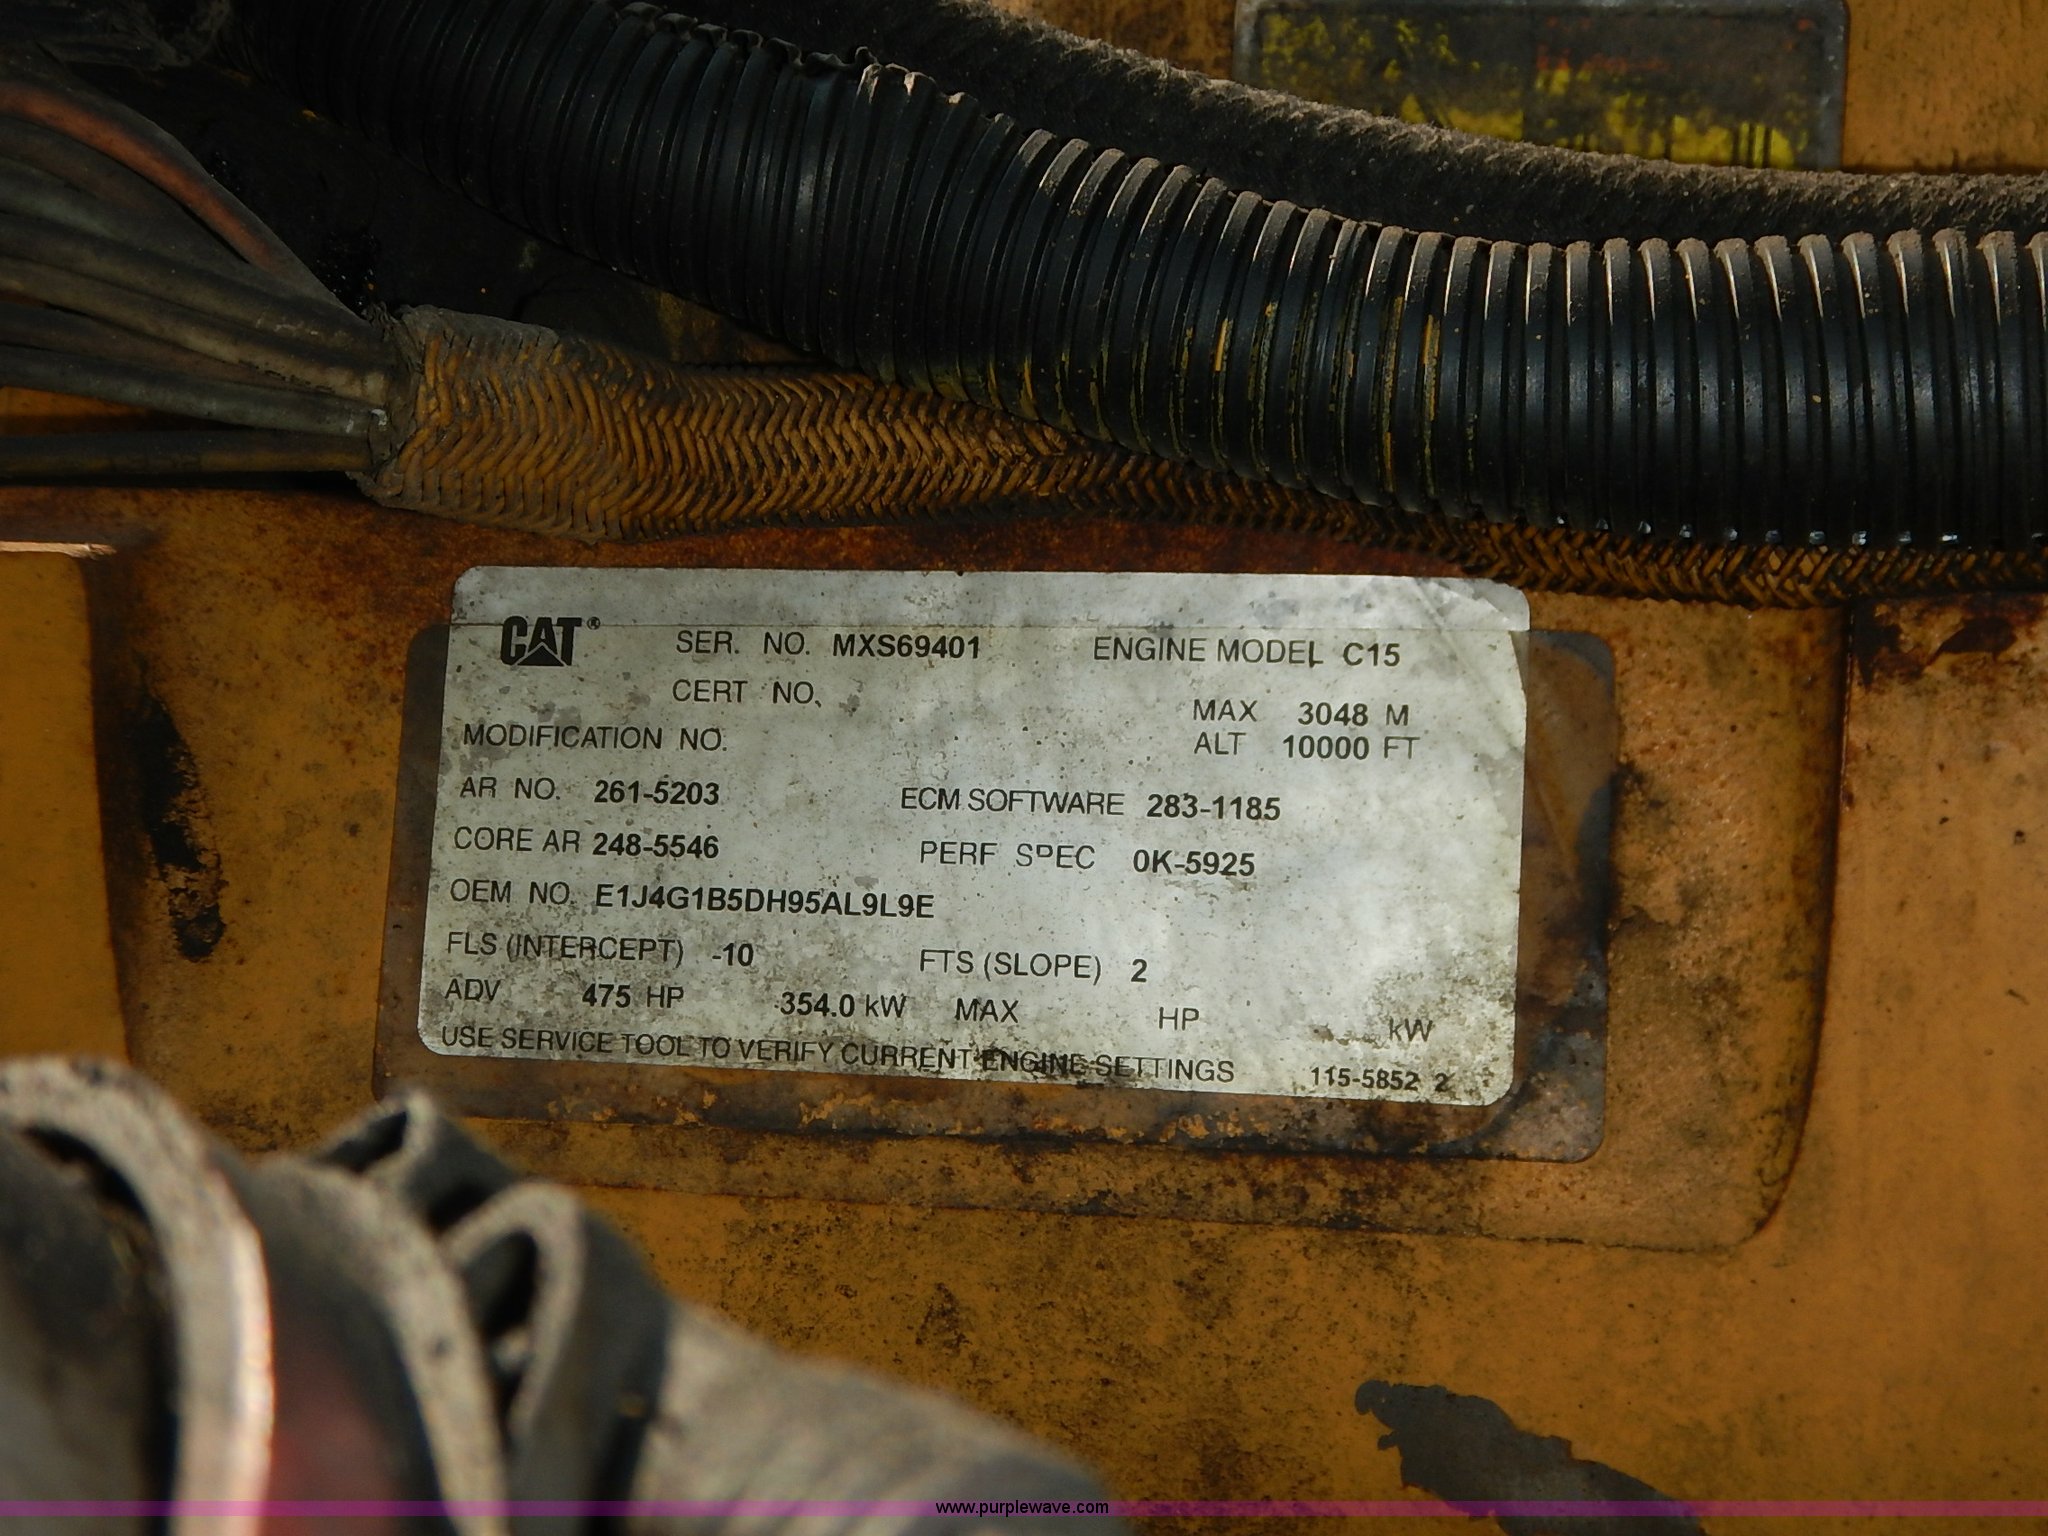 CAT® SER. NO. MXS69401 ENGINE MODEL C15
CERT NO.
MAX 3048 M
MODIFICATION NO.
ALT 10000 FT
AR NO. 261-5203 ECM SOFTWARE 283-1185
CORE AR 248-5546 PERF SPEC 0K-5925
OEM NO. E1J4G1B5DH95AL9L9E
FLS (INTERCEPT) -10 FTS (SLOPE) 2
ADV 475 HP 354.0 kW MAX HP kW
USE SERVICE TOOL TO VERIFY CURRENT ENGINE SETTINGS 115-5852 2
www.purplewave.com